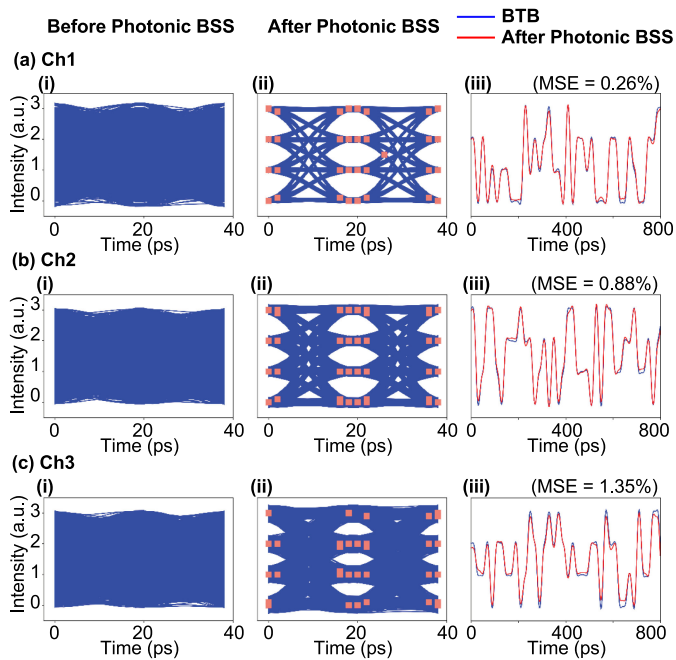 Before Photonic BSS
After Photonic BSS
BTB
After Photonic BSS
(a) Ch1
(i)
(ii)
(iii)
(MSE = 0.26%)
Intensity (a.u.)
3
2
1
0
0
20
40
Time (ps)
0
20
40
Time (ps)
0
400
800
Time (ps)
(b) Ch2
(i)
(ii)
(iii)
(MSE = 0.88%)
Intensity (a.u.)
3
2
1
0
0
20
40
Time (ps)
0
20
40
Time (ps)
0
400
800
Time (ps)
(c) Ch3
(i)
(ii)
(iii)
(MSE = 1.35%)
Intensity (a.u.)
3
2
1
0
0
20
40
Time (ps)
0
20
40
Time (ps)
0
400
800
Time (ps)